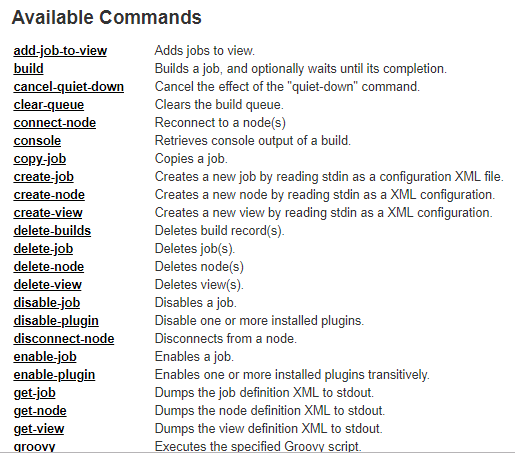 Available Commands
add-job-to-view Adds jobs to view.
build Builds a job, and optionally waits until its completion.
cancel-quiet-down Cancel the effect of the "quiet-down" command.
clear-queue Clears the build queue.
connect-node Reconnect to a node(s)
console Retrieves console output of a build.
copy-job Copies a job.
create-job Creates a new job by reading stdin as a configuration XML file.
create-node Creates a new node by reading stdin as a XML configuration.
create-view Creates a new view by reading stdin as a XML configuration.
delete-builds Deletes build record(s).
delete-job Deletes job(s).
delete-node Deletes node(s)
delete-view Deletes view(s).
disable-job Disables a job.
disable-plugin Disable one or more installed plugins.
disconnect-node Disconnects from a node.
enable-job Enables a job.
enable-plugin Enables one or more installed plugins transitively.
get-job Dumps the job definition XML to stdout.
get-node Dumps the node definition XML to stdout.
get-view Dumps the view definition XML to stdout.
groovy Executes the specified Groovy script.